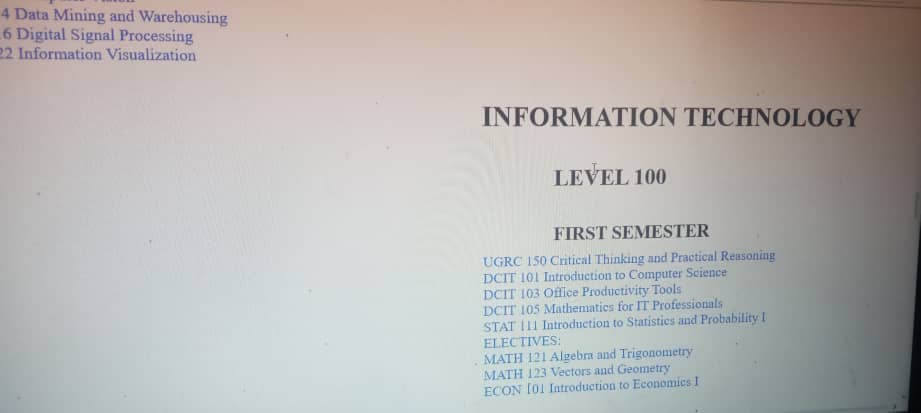 4 Data Mining and Warehousing
6 Digital Signal Processing
22 Information Visualization
INFORMATION TECHNOLOGY
LEVEL 100
FIRST SEMESTER
UGRC 150 Critical Thinking and Practical Reasoning
DCIT 101 Introduction to Computer Science
DCIT 103 Office Productivity Tools
DCIT 105 Mathematics for IT Professionals
STAT 111 Introduction to Statistics and Probability I
ELECTIVES:
MATH 121 Algebra and Trigonometry
MATH 123 Vectors and Geometry
ECON 101 Introduction to Economics I